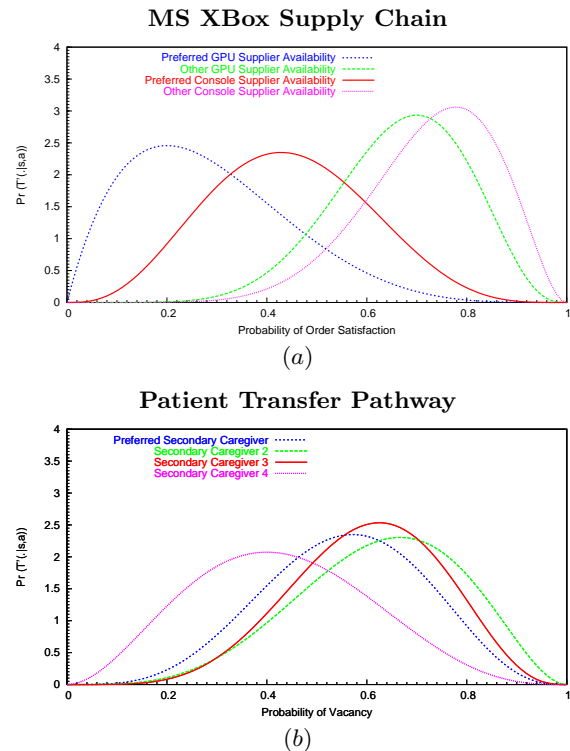 MS XBox Supply Chain
Preferred GPU Supplier Availability
Other GPU Supplier Availability
Preferred Console Supplier Availability
Other Console Supplier Availability
Pr (T'(.|s,a))
4
3.5
3
2.5
2
1.5
1
0.5
0
0 0.2 0.4 0.6 0.8 1
Probability of Order Satisfaction
(a)
Patient Transfer Pathway
Preferred Secondary Caregiver
Secondary Caregiver 2
Secondary Caregiver 3
Secondary Caregiver 4
Pr (T'(.|s,a))
4
3.5
3
2.5
2
1.5
1
0.5
0
0 0.2 0.4 0.6 0.8 1
Probability of Vacancy
(b)